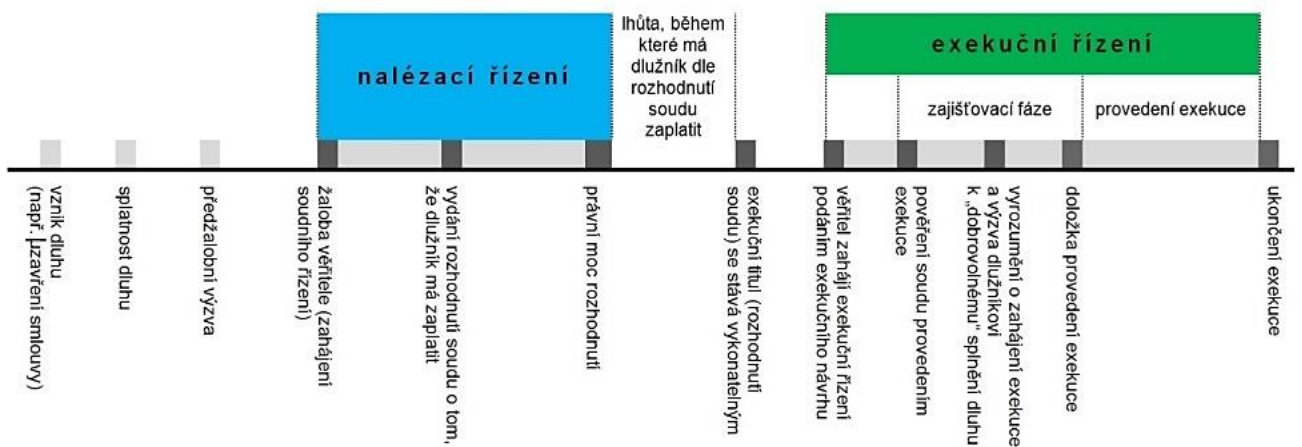 nalézací řízení
lhůta, během
které má
dlužník dle
rozhodnutí
soudu
zaplatit
exekuční řízení
zajišťovací fáze
provedení exekuce
vznik dluhu
(např. µzavření smlouvy)
splatnost dluhu
předžalobní výzva
žaloba věřitele (zahájení
soudního řízení)
vydání rozhodnutí soudu o tom,
že dlužník má zaplatit
právní moc rozhodnutí
exekuční titul (rozhodnutí
soudu) se stává vykonatelným
věřitel zahájí exekuční řízení
podáním exekučního návrhu
pověření soudu provedením
exekuce
vyrozumění o zahájení exekuce
a výzva dlužníkovi
k „dobrovolnému“ splnění dluhu
doložka provedení exekuce
ukončení exekuce